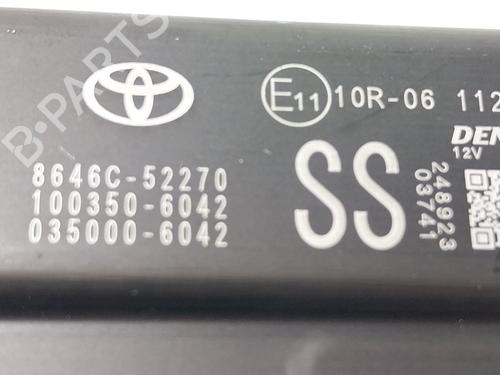 B-PARTS
E11 10R-06 112
8646C-52270
100350-6042
035000-6042
SS
DEN
12V
248923
03741